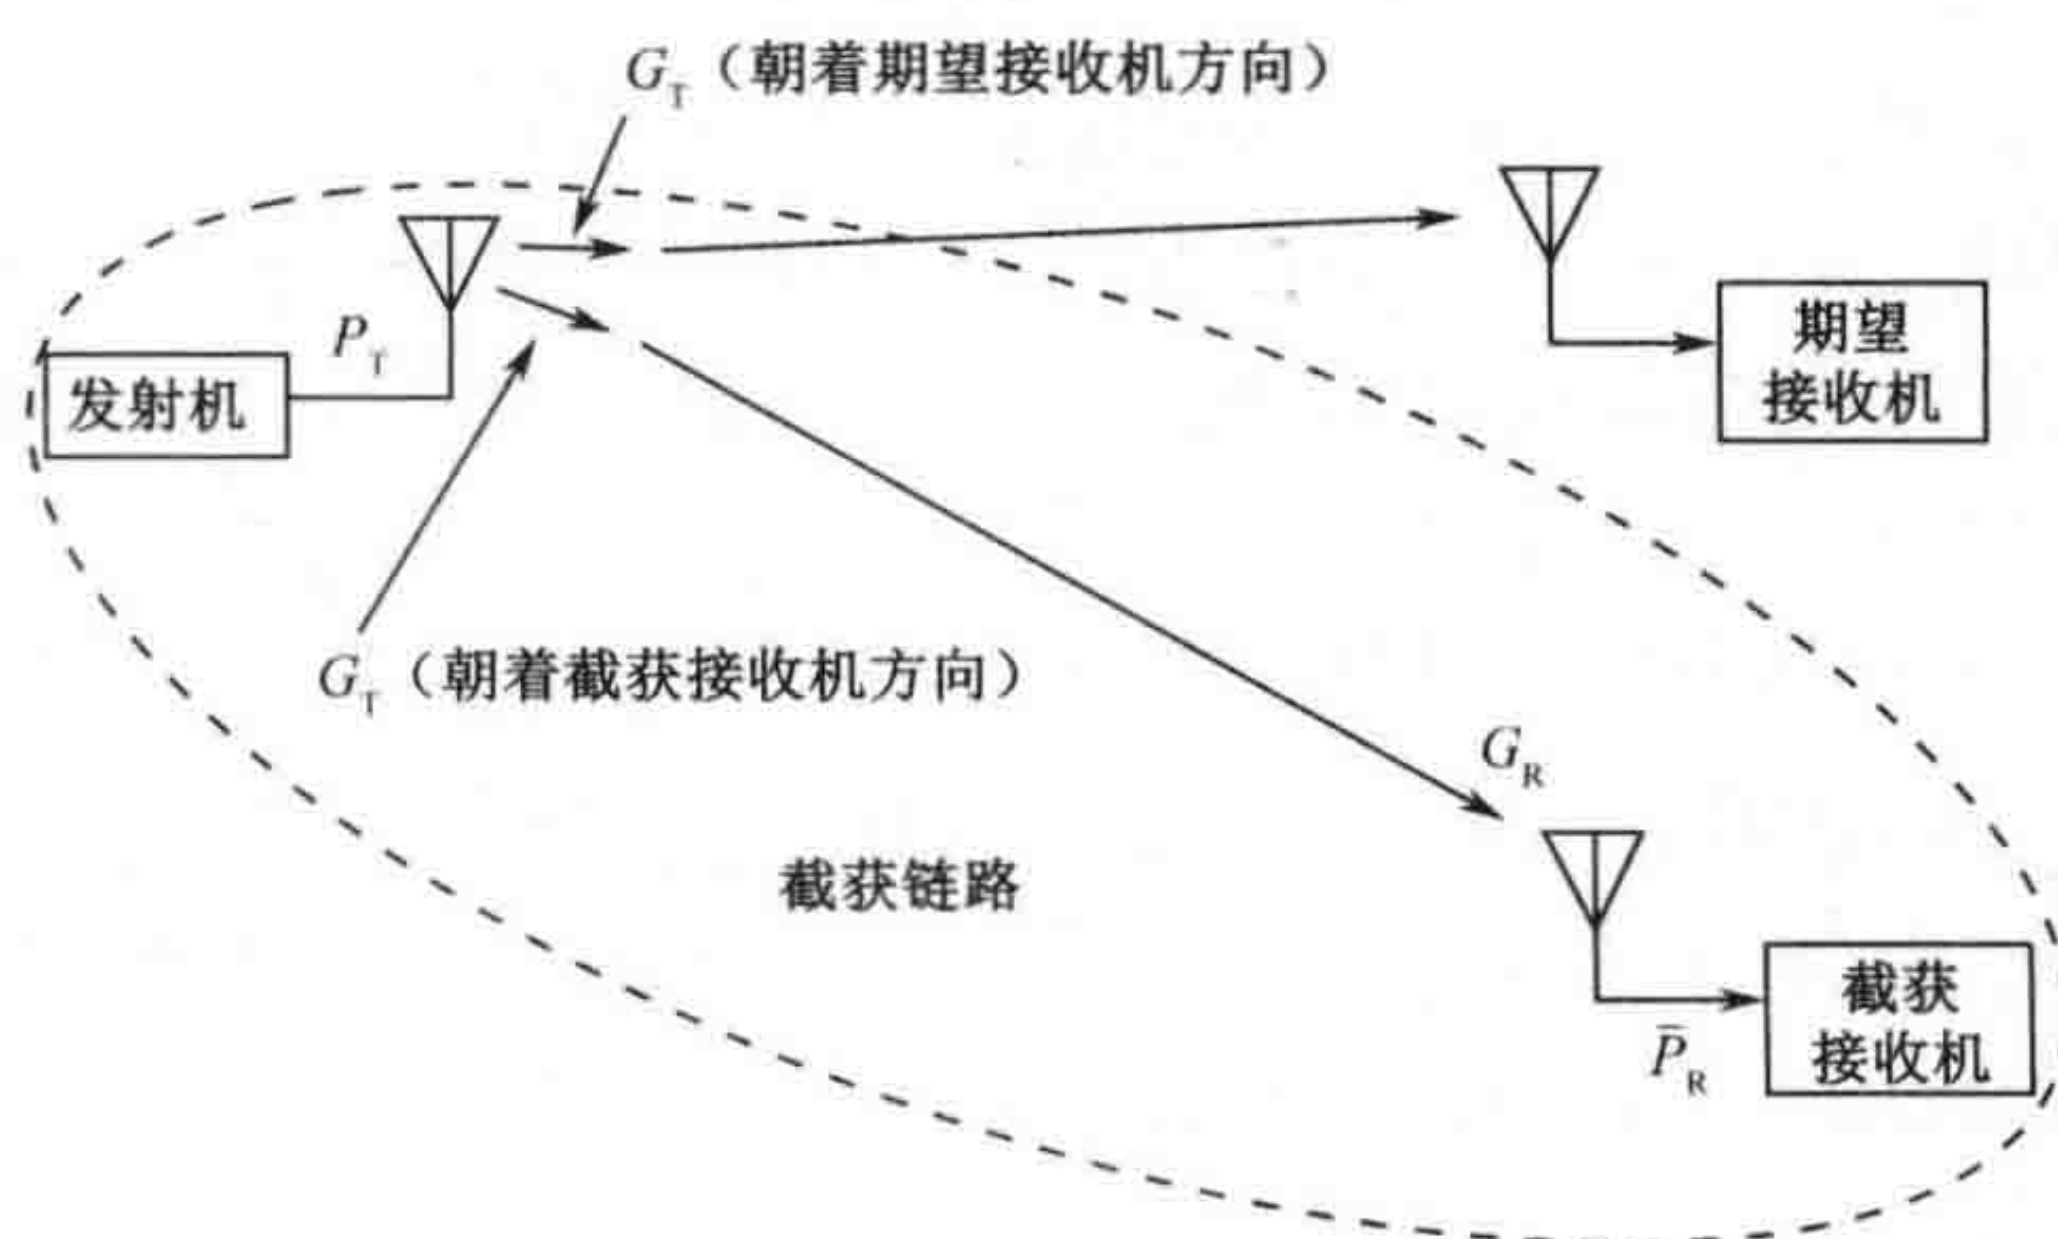 G_T（朝着期望接收机方向）
P_T
发射机
期望
接收机
G_T（朝着截获接收机方向）
G_R
截获链路
截获
接收机
P̅_R